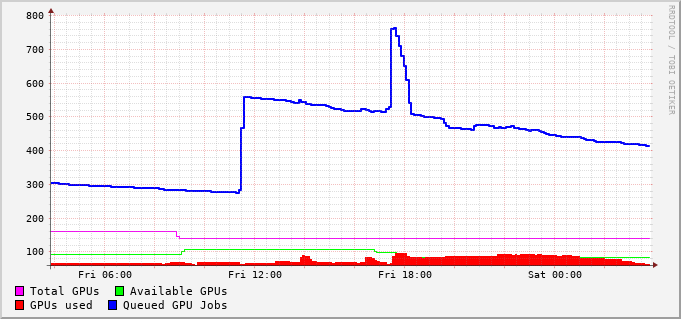 800
700
600
500
400
300
200
100
Fri 06:00 Fri 12:00 Fri 18:00 Sat 00:00
Total GPUs Available GPUs
GPUs used Queued GPU Jobs
RRDTOOL / TOBI OETIKER